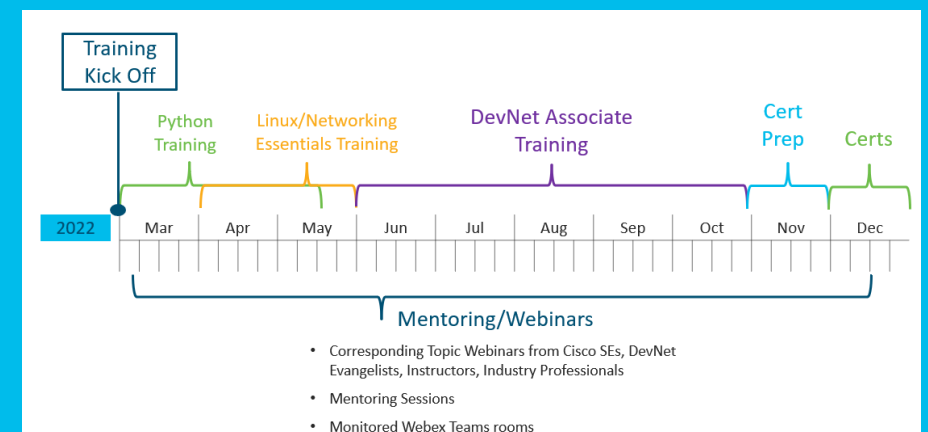 Training
Kick Off
Python
Training
Linux/Networking
Essentials Training
DevNet Associate
Training
Cert
Prep
Certs
2022
Mar
Apr
May
Jun
Jul
Aug
Sep
Oct
Nov
Dec
Mentoring/Webinars
• Corresponding Topic Webinars from Cisco SEs, DevNet
Evangelists, Instructors, Industry Professionals
• Mentoring Sessions
• Monitored Webex Teams rooms